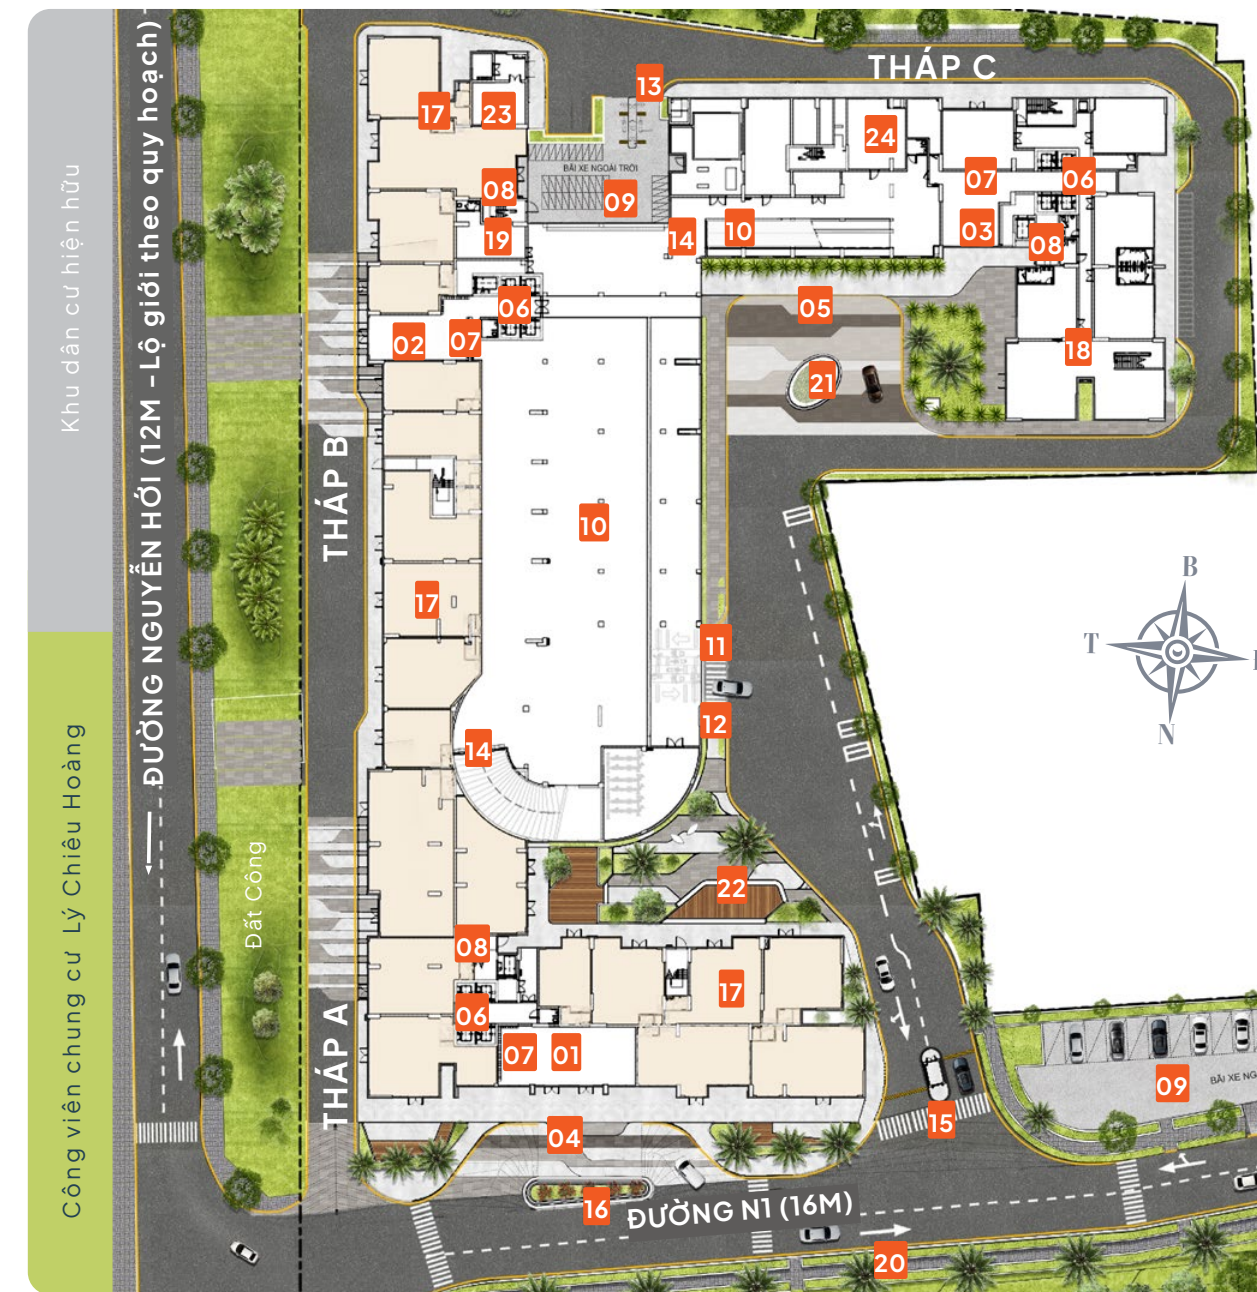 THÁP C
13
17
23
24
BÃI XE NGOÀI TRỜI
08
09
07
06
19
14
10
03
08
06
05
02
07
18
21
Khu dân cư hiện hữu
ĐƯỜNG NGUYỄN HỚI (12M – Lộ giới theo quy hoạch)
THÁP B
10
17
B
T
N
11
12
14
Công viên chung cư Lý Chiêu Hoàng
Đất Công
22
08
17
06
THÁP A
07
01
09
BÃI XE NG
15
04
16
ĐƯỜNG N1 (16M)
20